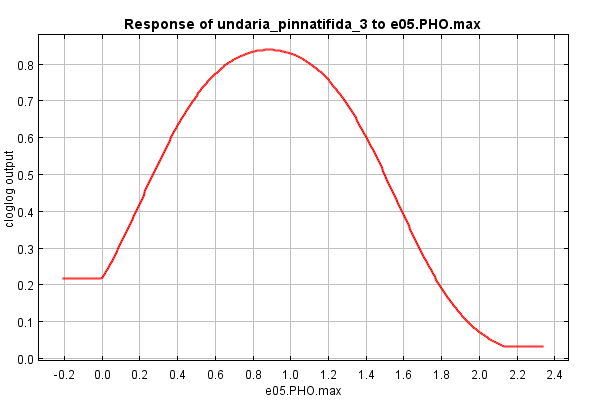 Response of undaria_pinnatifida_3 to e05.PHO.max
cloglog output
0.8
0.7
0.6
0.5
0.4
0.3
0.2
0.1
0.0
-0.2 0.0 0.2 0.4 0.6 0.8 1.0 1.2 1.4 1.6 1.8 2.0 2.2 2.4
e05.PHO.max